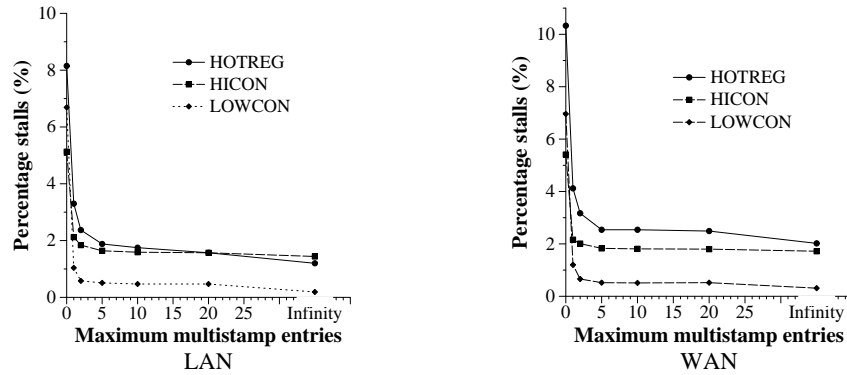 Percentage stalls (%)
10
8
6
4
2
0
HOTREG
HICON
LOWCON
0 5 10 15 20 25 Infinity
Maximum multistamp entries
LAN
Percentage stalls (%)
10
8
6
4
2
0
HOTREG
HICON
LOWCON
0 5 10 15 20 25 Infinity
Maximum multistamp entries
WAN